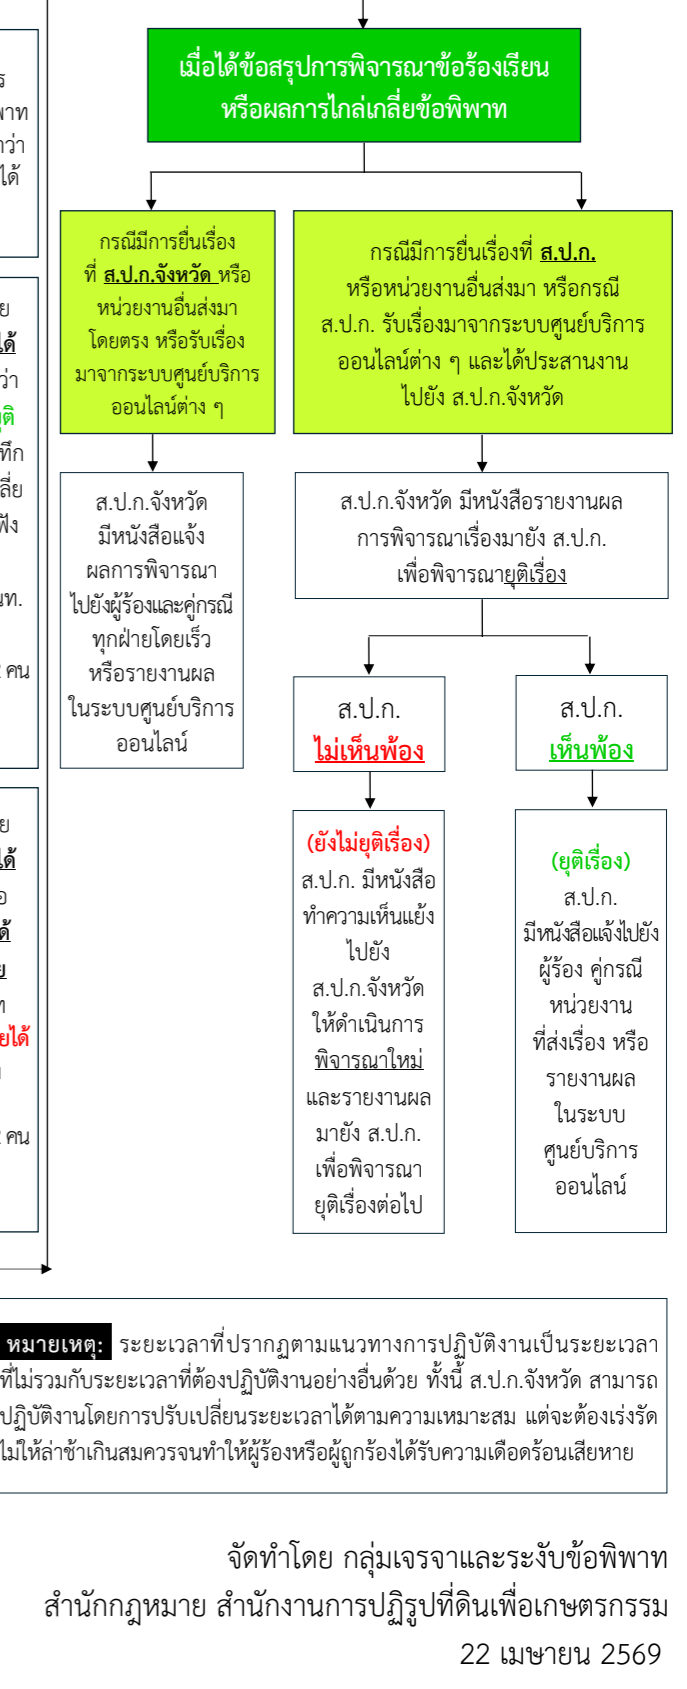 เมื่อได้ข้อสรุปการพิจารณาข้อร้องเรียน
หรือผลการไกล่เกลี่ยข้อพิพาท
กรณีมีการยื่นเรื่อง
ที่ ส.ป.ก.จังหวัด หรือ
หน่วยงานอื่นส่งมา
โดยตรง หรือรับเรื่อง
มาจากระบบศูนย์บริการ
ออนไลน์ต่าง ๆ
ส.ป.ก.จังหวัด
มีหนังสือแจ้ง
ผลการพิจารณา
ไปยังผู้ร้องและคู่กรณี
ทุกฝ่ายโดยเร็ว
หรือรายงานผล
ในระบบศูนย์บริการ
ออนไลน์
กรณีมีการยื่นเรื่องที่ ส.ป.ก.
หรือหน่วยงานอื่นส่งมา หรือกรณี
ส.ป.ก. รับเรื่องมาจากระบบศูนย์บริการ
ออนไลน์ต่าง ๆ และได้ประสานงาน
ไปยัง ส.ป.ก.จังหวัด
ส.ป.ก.จังหวัด มีหนังสือรายงานผล
การพิจารณาเรื่องมายัง ส.ป.ก.
เพื่อพิจารณายุติเรื่อง
ส.ป.ก.
ไม่เห็นพ้อง
(ยังไม่ยุติเรื่อง)
ส.ป.ก. มีหนังสือ
ทำความเห็นแย้ง
ไปยัง
ส.ป.ก.จังหวัด
ให้ดำเนินการ
พิจารณาใหม่
และรายงานผล
มายัง ส.ป.ก.
เพื่อพิจารณา
ยุติเรื่องต่อไป
ส.ป.ก.
เห็นพ้อง
(ยุติเรื่อง)
ส.ป.ก.
มีหนังสือแจ้งไปยัง
ผู้ร้อง คู่กรณี
หน่วยงาน
ที่ส่งเรื่อง หรือ
รายงานผล
ในระบบ
ศูนย์บริการ
ออนไลน์
หมายเหตุ: ระยะเวลาที่ปรากฏตามแนวทางการปฏิบัติงานเป็นระยะเวลา
ที่ไม่รวมกับระยะเวลาที่ต้องปฏิบัติงานอย่างอื่นด้วย ทั้งนี้ ส.ป.ก.จังหวัด สามารถ
ปฏิบัติงานโดยการปรับเปลี่ยนระยะเวลาได้ตามความเหมาะสม แต่จะต้องเร่งรัด
ไม่ให้ล่าช้าเกินสมควรจนทำให้ผู้ร้องหรือผู้ถูกร้องได้รับความเดือดร้อนเสียหาย
จัดทำโดย กลุ่มเจรจาและระงับข้อพิพาท
สำนักกฎหมาย สำนักงานการปฏิรูปที่ดินเพื่อเกษตรกรรม
22 เมษายน 2569